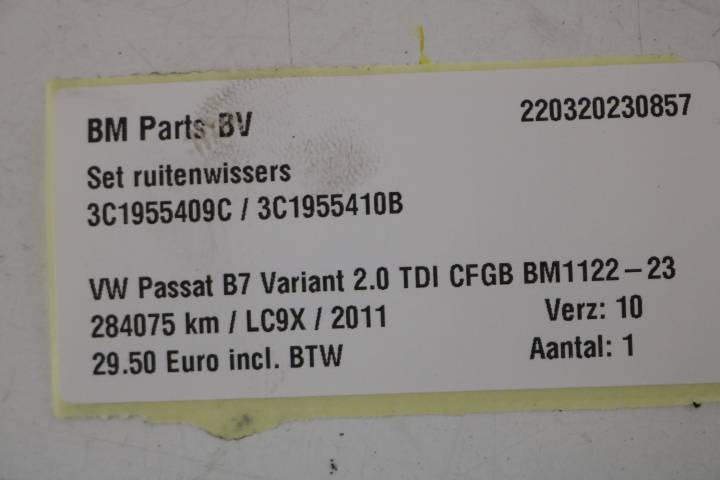 BM Parts BV 220320230857
Set ruitenwissers
3C1955409C / 3C1955410B
VW Passat B7 Variant 2.0 TDI CFGB BM1122-23
284075 km / LC9X / 2011 Verz: 10
29.50 Euro incl. BTW Aantal: 1